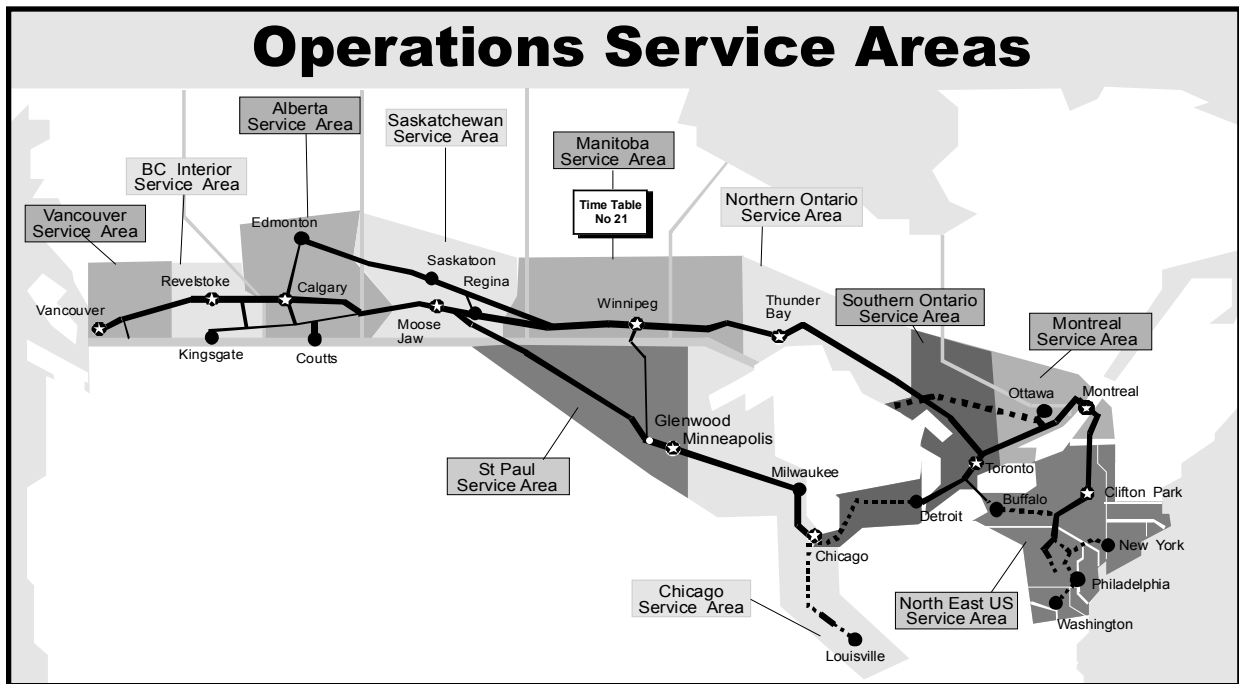 Operations Service Areas
Alberta
Service Area
Saskatchewan
Service Area
Manitoba
Service Area
BC Interior
Service Area
Time Table
No 21
Northern Ontario
Service Area
Vancouver
Service Area
Edmonton
Saskatoon
Revelstoke
Calgary
Regina
Winnipeg
Thunder
Bay
Southern Ontario
Service Area
Vancouver
Moose
Jaw
Montreal
Service Area
Kingsgate
Coutts
Ottawa
Montreal
Glenwood
Minneapolis
St Paul
Service Area
Milwaukee
Toronto
Buffalo
Clifton Park
Detroit
Chicago
New York
Philadelphia
Chicago
Service Area
North East US
Service Area
Washington
Louisville